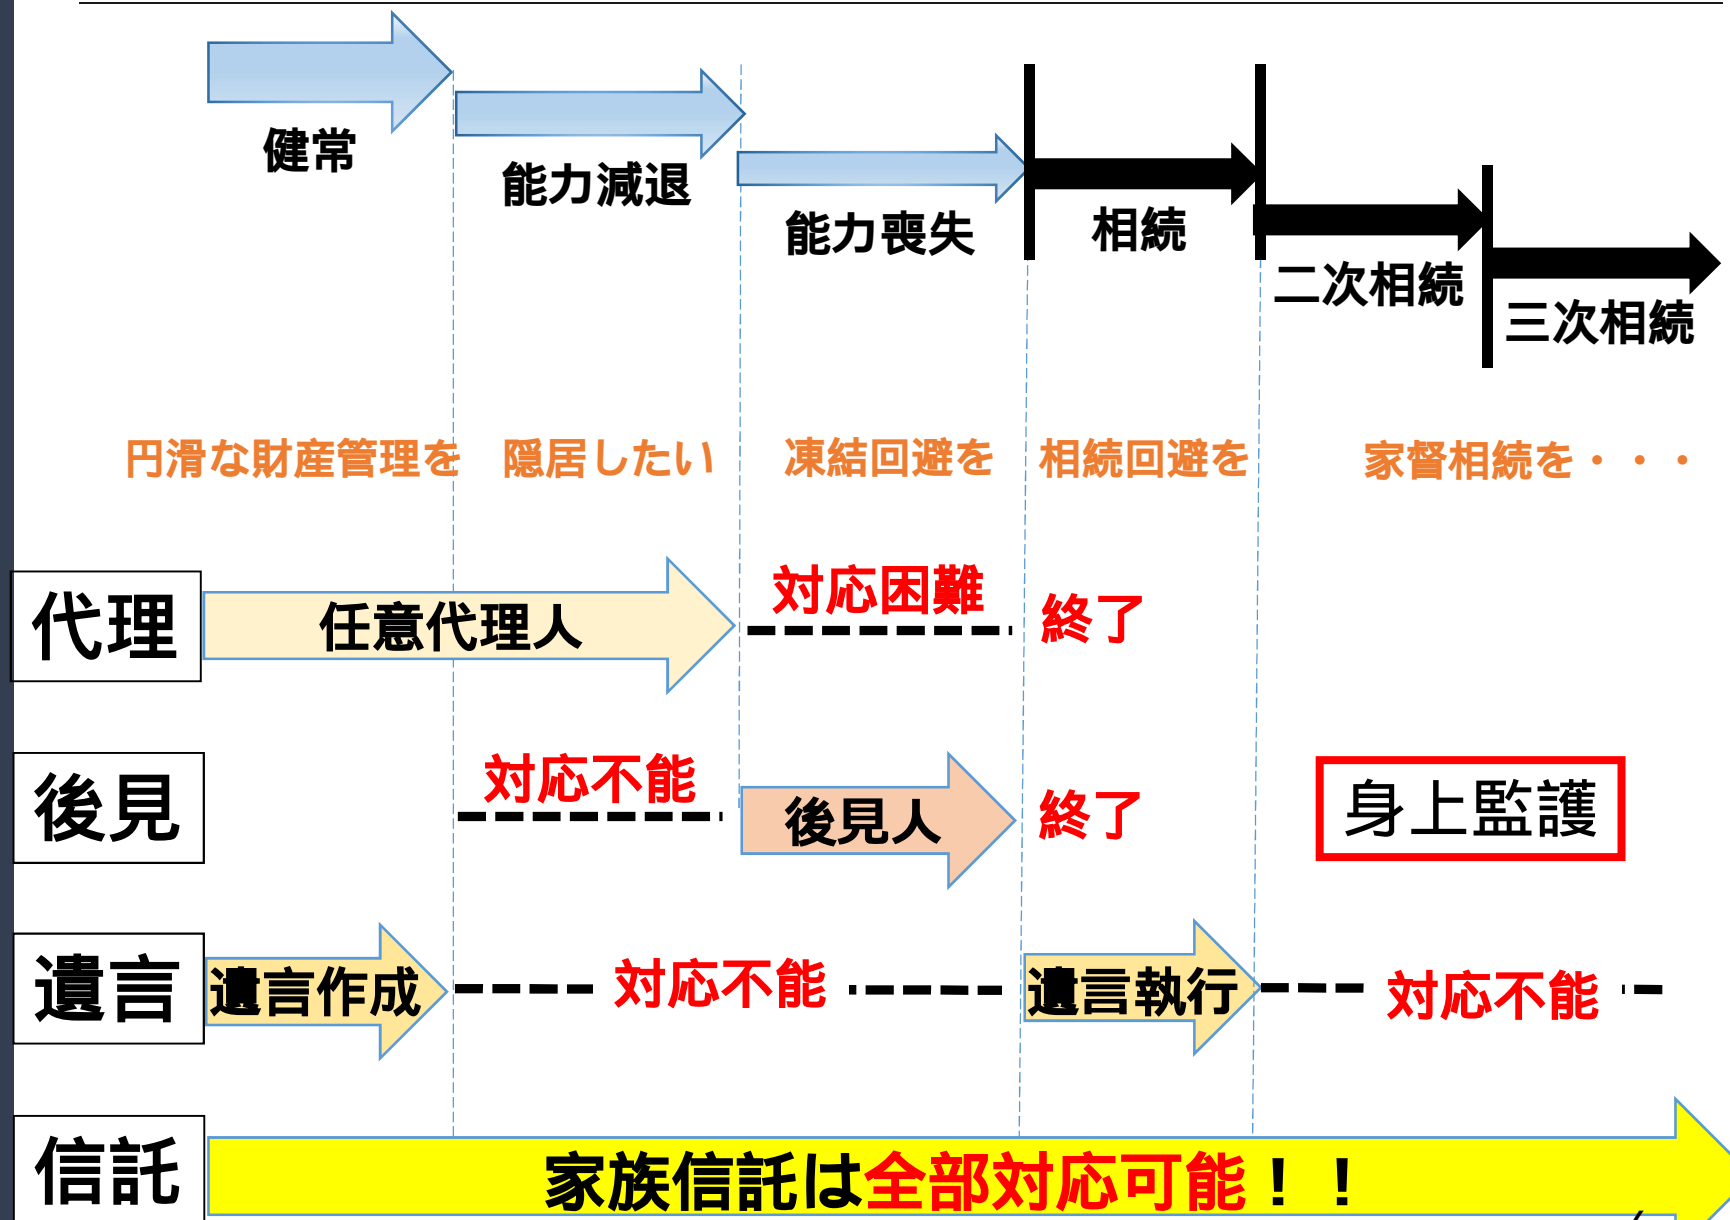 健常
能力減退
能力喪失
相続
二次相続
三次相続
円滑な財産管理を
隠居したい
凍結回避を
相続回避を
家督相続を・・・
代理
任意代理人
対応困難
終了
後見
対応不能
後見人
終了
身上監護
遺言
遺言作成
対応不能
遺言執行
対応不能
信託
家族信託は全部対応可能！！